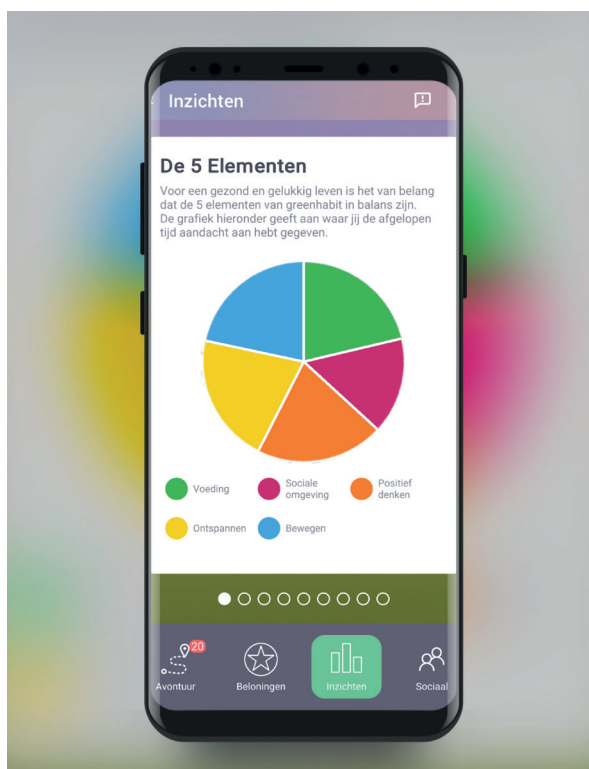 Inzichten
De 5 Elementen
Voor een gezond en gelukkig leven is het van belang
dat de 5 elementen van greenhabit in balans zijn.
De grafiek hieronder geeft aan waar jij de afgelopen
tijd aandacht aan hebt gegeven.
Voeding
Sociale
omgeving
Positief
denken
Ontspannen
Bewegen
20
Avontuur
Beloningen
Inzichten
Sociaal